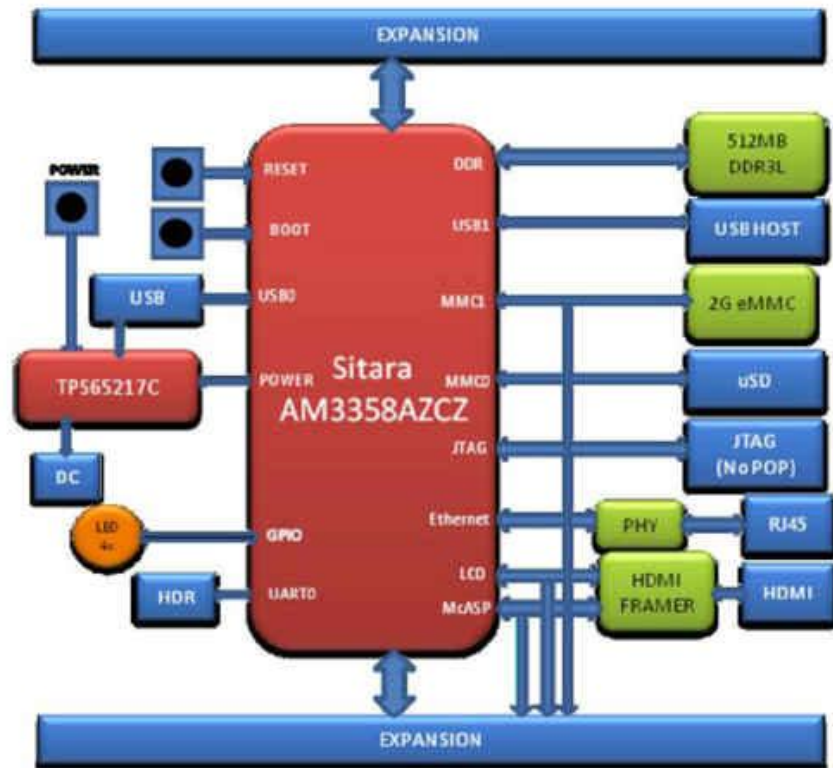 EXPANSION
POWER
RESET
BOOT
USB
USB0
TPS65217C
POWER
DC
LED
4x
GPIO
HDR
UART0
Sitara
AM3358AZCZ
DDR
512MB
DDR3L
USB1
USB HOST
MMC1
2G eMMC
MMC0
uSD
JTAG
JTAG
(No POP)
Ethernet
PHY
RJ45
LCD
McASP
HDMI
FRAMER
HDMI
EXPANSION